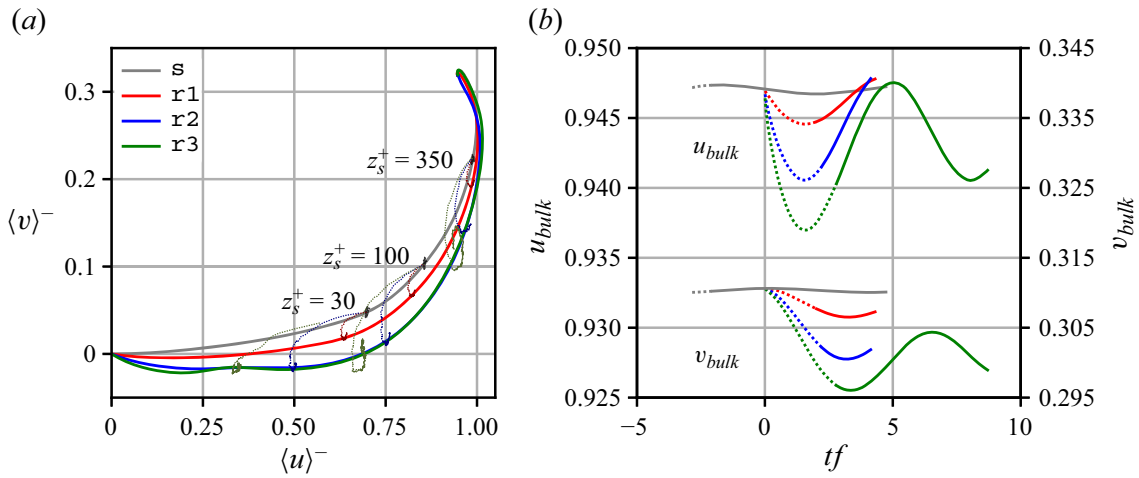 (a)
s
r1
r2
r3
z_s^+ = 350
z_s^+ = 100
z_s^+ = 30
⟨v⟩^-
0.3
0.2
0.1
0
0
0.25
0.50
0.75
1.00
⟨u⟩^-
(b)
0.950
0.945
0.940
0.935
0.930
0.925
u_bulk
u_bulk
v_bulk
0.345
0.335
0.325
0.315
0.305
0.295
v_bulk
−5
0
5
10
tf